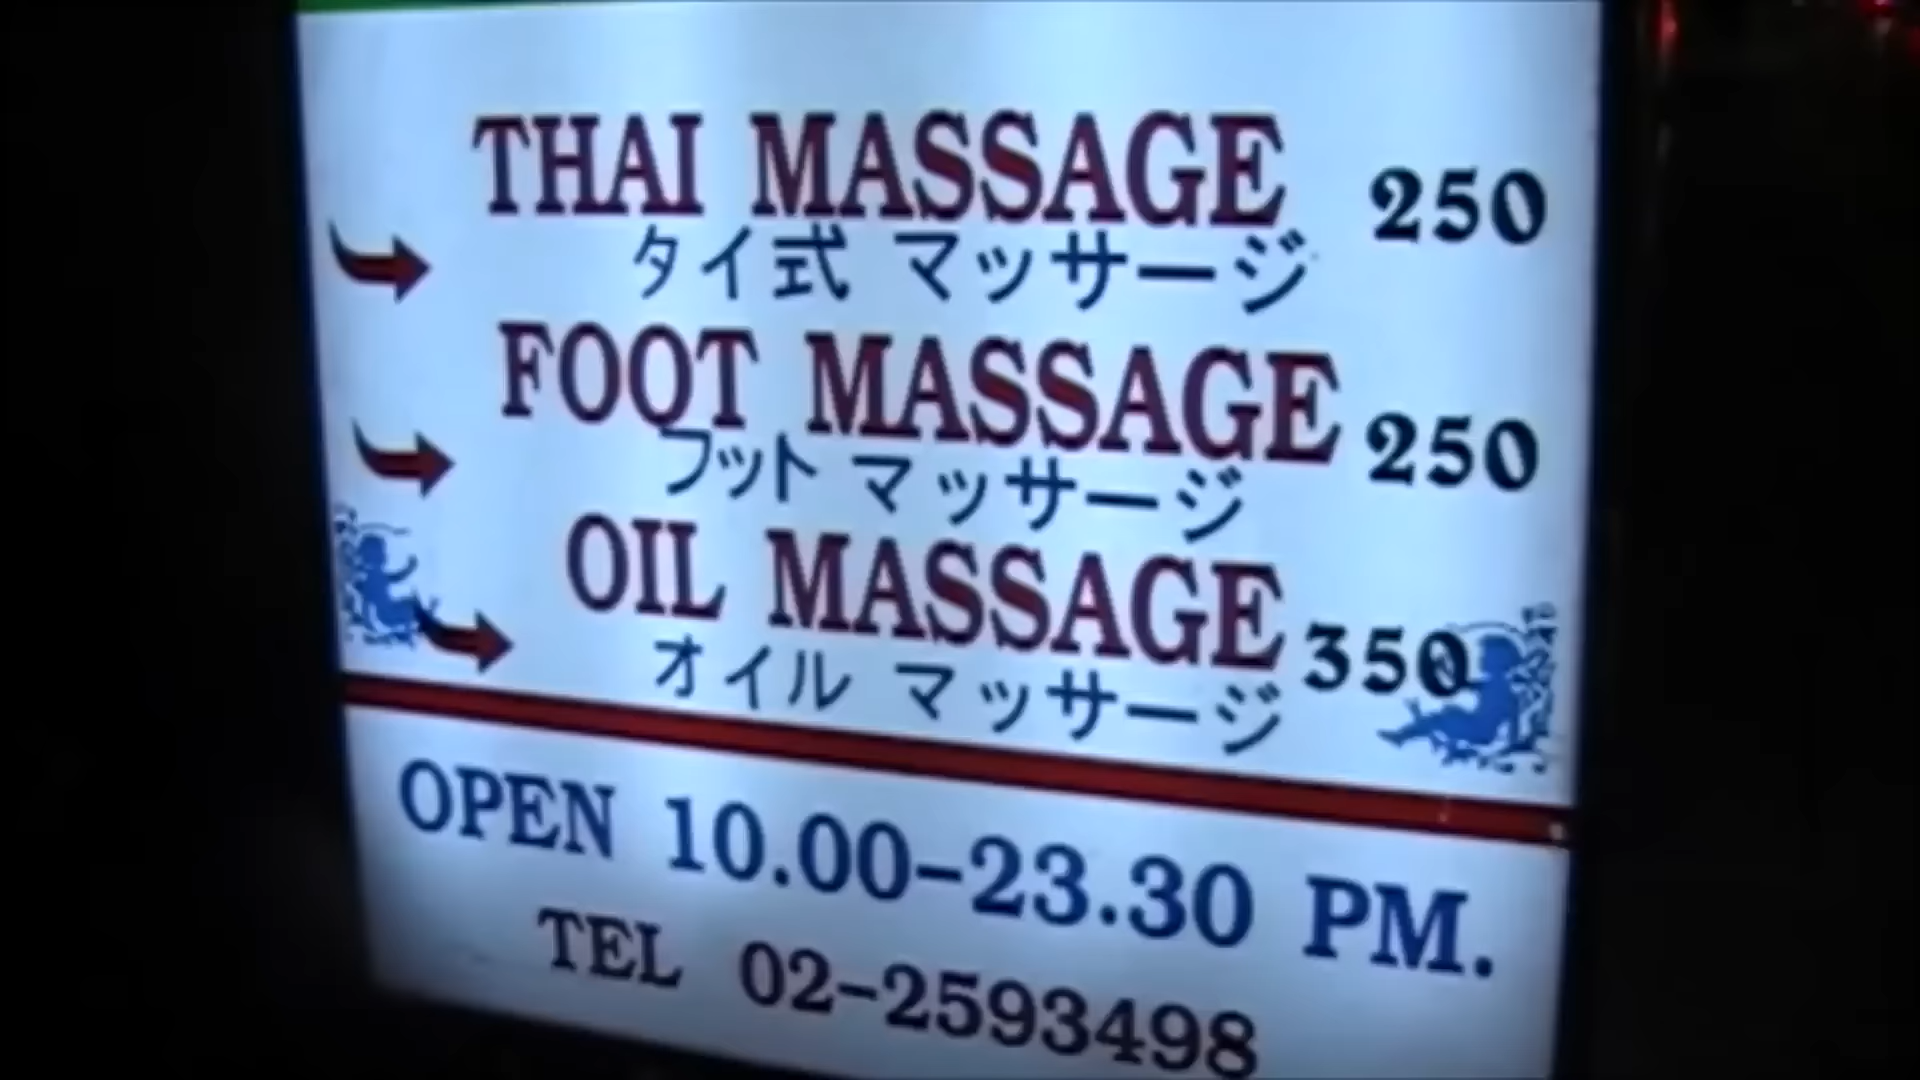 THAI MASSAGE 250
タイ式 マッサージ
FOOT MASSAGE 250
フット マッサージ
OIL MASSAGE 350
オイル マッサージ
OPEN 10.00-23.30 PM.
TEL 02-2593498